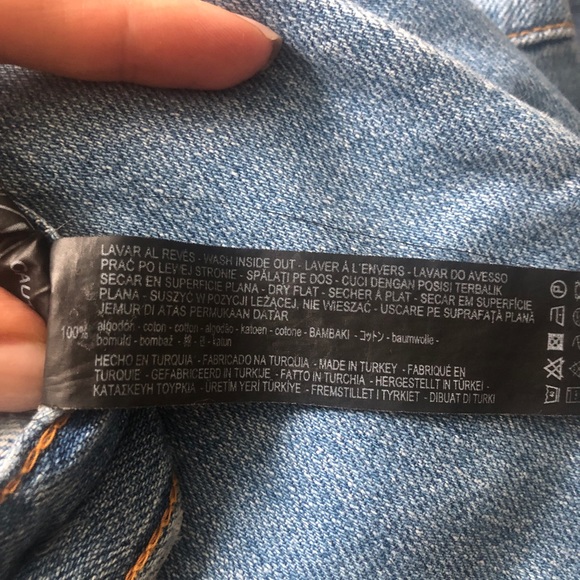 LAVAR AL REVÉS - WASH INSIDE OUT - LAVER À L'ENVERS - LAVAR DO AVESSO
PRAĆ PO LEWEJ STRONIE - SPĂLAȚI PE DOS - CUCI DENGAN POSISI TERBALIK
SECAR EN SUPERFICIE PLANA - DRY FLAT - SECHER À PLAT - SECAR EM SUPERFÍCIE
PLANA - SUSZYĆ W POZYCJI LEŻĄCEJ, NIE WIESZAĆ - USCARE PE SUPRAFAȚĂ PLANĂ
JEMUR DI ATAS PERMUKAAN DATAR
100% algodón - coton - cotton - algodão - katoen - cotone - ΒΑΜΒΑΚΙ - コットン - baumwolle -
bomuld - bombaž - 棉 - 면 - katun
HECHO EN TURQUIA - FABRICADO NA TURQUIA - MADE IN TURKEY - FABRIQUÉ EN
TURQUIE - GEFABRICEERD IN TURKIJE - FATTO IN TURCHIA - HERGESTELLT IN TÜRKEI -
ΚΑΤΑΣΚΕΥΗ ΤΟΥΡΚΙΑ - ÜRETİM YERİ TÜRKİYE - FREMSTILLET I TYRKIET - DIBUAT DI TURKI